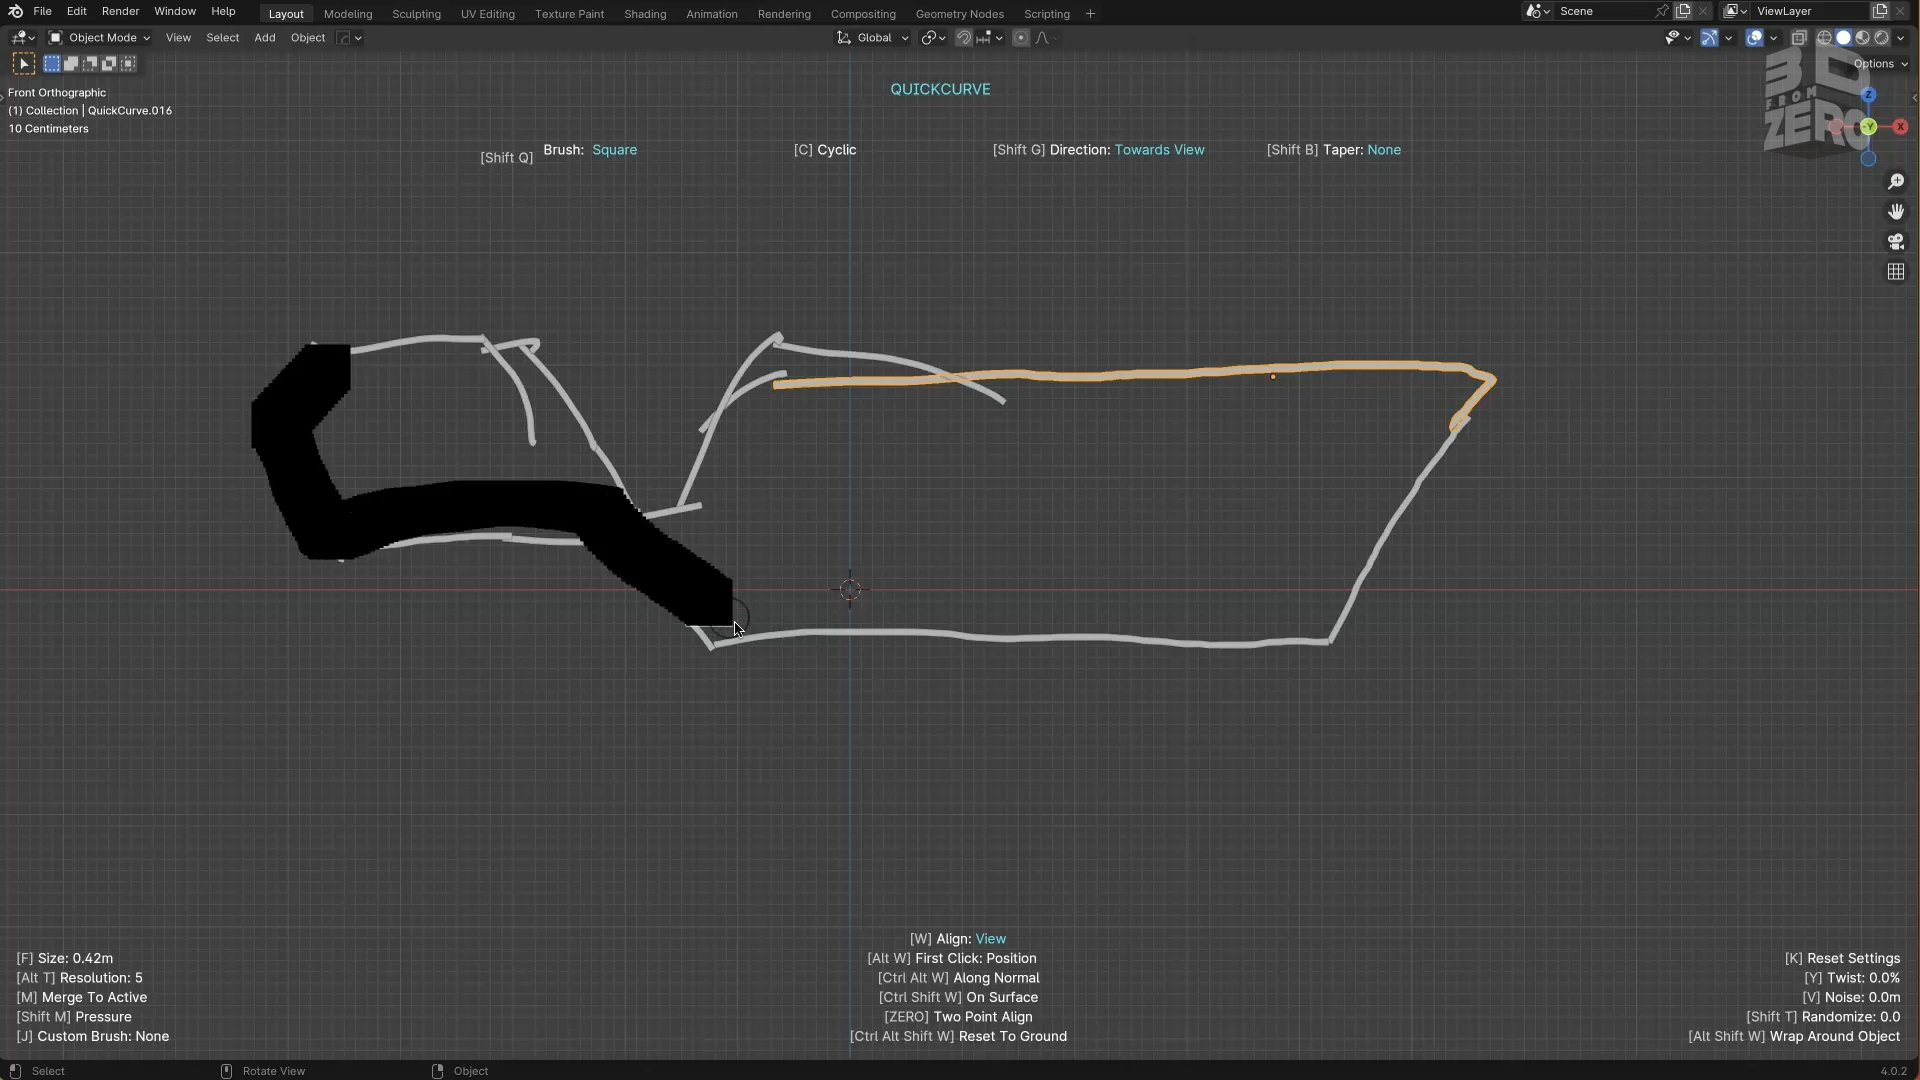 File Edit Render Window Help Layout Modeling Sculpting UV Editing Texture Paint Shading Animation Rendering Compositing Geometry Nodes Scripting + Scene ViewLayer
Object Mode View Select Add Object Global
Options
3D FROM ZERO
Front Orthographic
(1) Collection | QuickCurve.016
10 Centimeters
QUICKCURVE
Z
-Y
X
[Shift Q] Brush: Square [C] Cyclic [Shift G] Direction: Towards View [Shift B] Taper: None
[W] Align: View
[F] Size: 0.42m [Alt W] First Click: Position [K] Reset Settings
[Alt T] Resolution: 5 [Ctrl Alt W] Along Normal [Y] Twist: 0.0%
[M] Merge To Active [Ctrl Shift W] On Surface [V] Noise: 0.0m
[Shift M] Pressure [ZERO] Two Point Align [Shift T] Randomize: 0.0
[J] Custom Brush: None [Ctrl Alt Shift W] Reset To Ground [Alt Shift W] Wrap Around Object
Select Rotate View Object 4.0.2